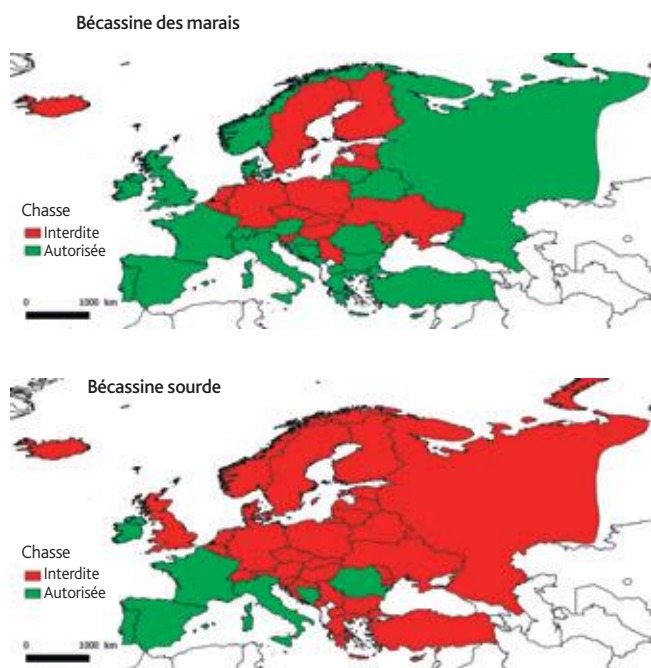 Bécassine des marais
Chasse
Interdite
Autorisée
0 1000 km
Bécassine sourde
Chasse
Interdite
Autorisée
0 1000 km